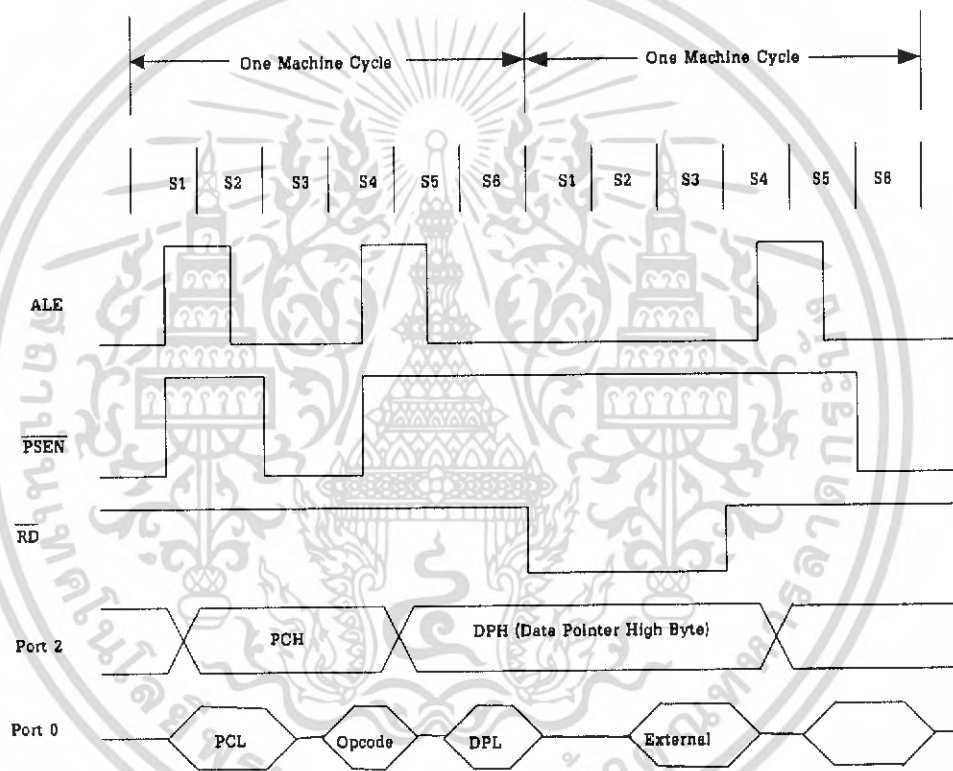 One Machine Cycle One Machine Cycle
S1 S2 S3 S4 S5 S6 S1 S2 S3 S4 S5 S6
ALE
PSEN
RD
Port 2 PCH DPH (Data Pointer High Byte)
Port 0 PCL Opcode DPL External